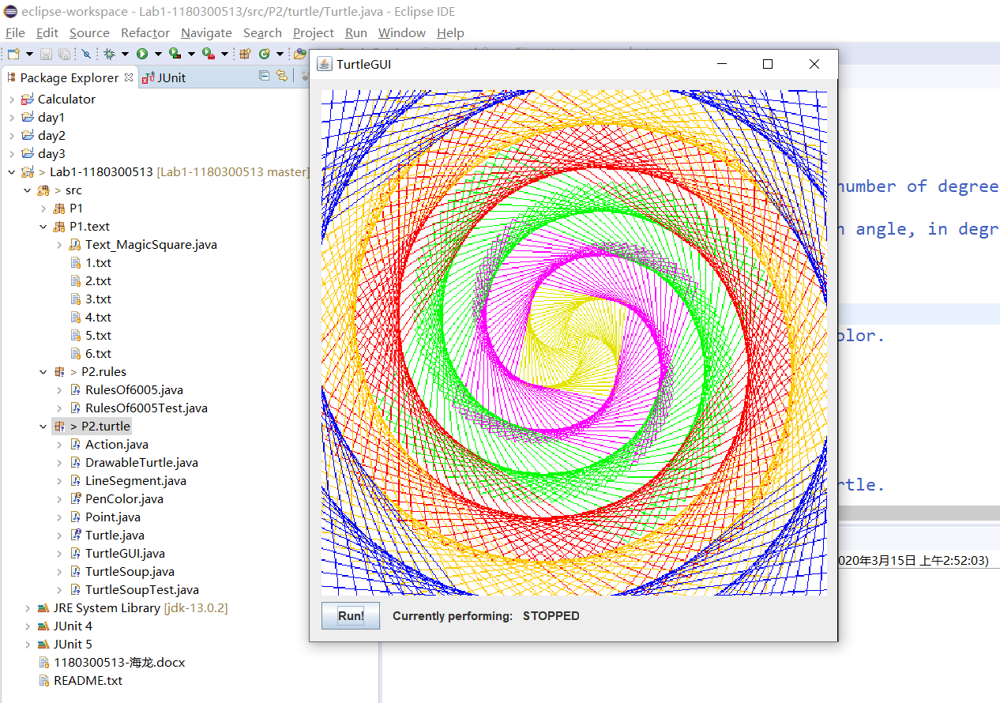 eclipse-workspace - Lab1-1180300513/src/P2/turtle/Turtle.java - Eclipse IDE
File Edit Source Refactor Navigate Search Project Run Window Help
Package Explorer JUnit
Calculator
day1
day2
day3
> Lab1-1180300513 [Lab1-1180300513 master]
> src
P1
P1.text
Text_MagicSquare.java
1.txt
2.txt
3.txt
4.txt
5.txt
6.txt
> P2.rules
RulesOf6005.java
RulesOf6005Test.java
> P2.turtle
Action.java
DrawableTurtle.java
LineSegment.java
PenColor.java
Point.java
Turtle.java
TurtleGUI.java
TurtleSoup.java
TurtleSoupTest.java
JRE System Library [jdk-13.0.2]
JUnit 4
JUnit 5
1180300513-海龙.docx
README.txt
TurtleGUI
Run! Currently performing: STOPPED
number of degree
n angle, in degr
olor.
rtle.
020年3月15日 上午2:52:03)